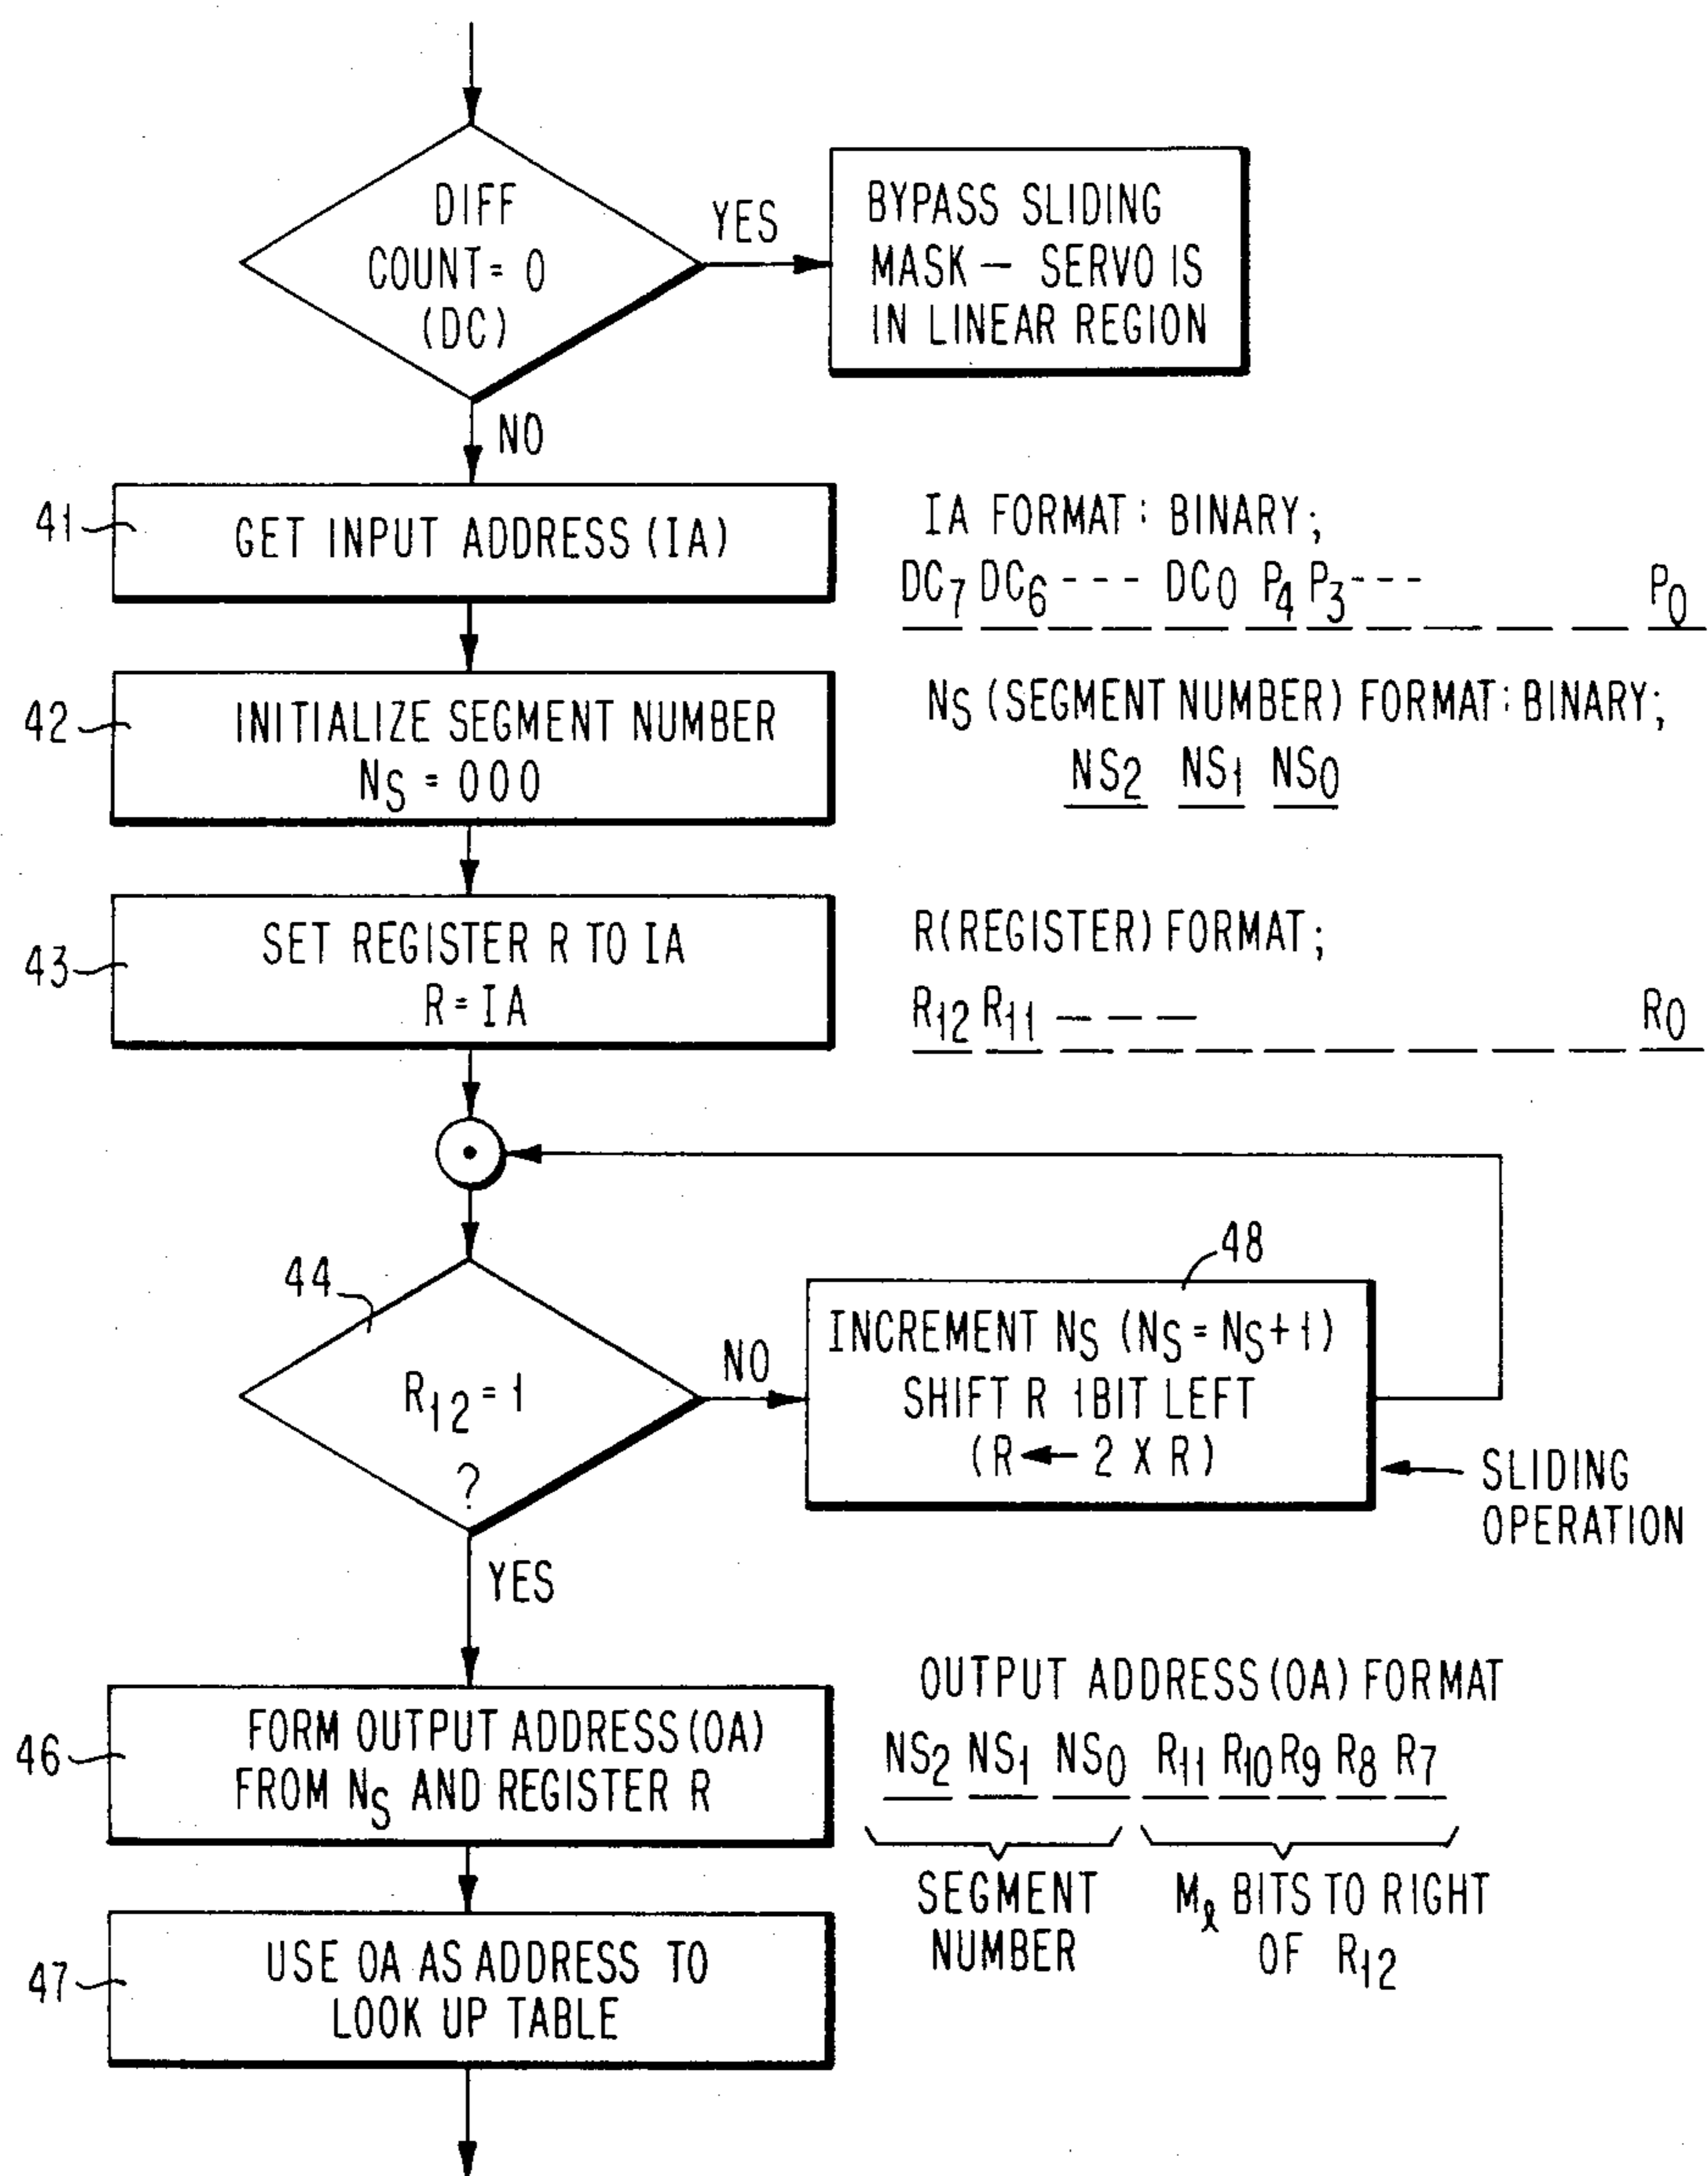 DIFF
COUNT = 0
(DC)
YES
BYPASS SLIDING
MASK — SERVO IS
IN LINEAR REGION
NO
41
GET INPUT ADDRESS (IA)
IA FORMAT: BINARY;
DC7 DC6 --- DC0 P4 P3 --- P0
42
INITIALIZE SEGMENT NUMBER
NS = 000
NS (SEGMENT NUMBER) FORMAT: BINARY;
NS2 NS1 NS0
43
SET REGISTER R TO IA
R = IA
R(REGISTER) FORMAT;
R12 R11 — — — R0
44
R12 = 1
?
NO
48
INCREMENT NS (NS = NS + 1)
SHIFT R 1BIT LEFT
(R ← 2 X R)
SLIDING
OPERATION
YES
46
FORM OUTPUT ADDRESS (OA)
FROM NS AND REGISTER R
OUTPUT ADDRESS (OA) FORMAT
NS2 NS1 NS0 R11 R10 R9 R8 R7
SEGMENT
NUMBER
Mℓ BITS TO RIGHT
OF R12
47
USE OA AS ADDRESS TO
LOOK UP TABLE